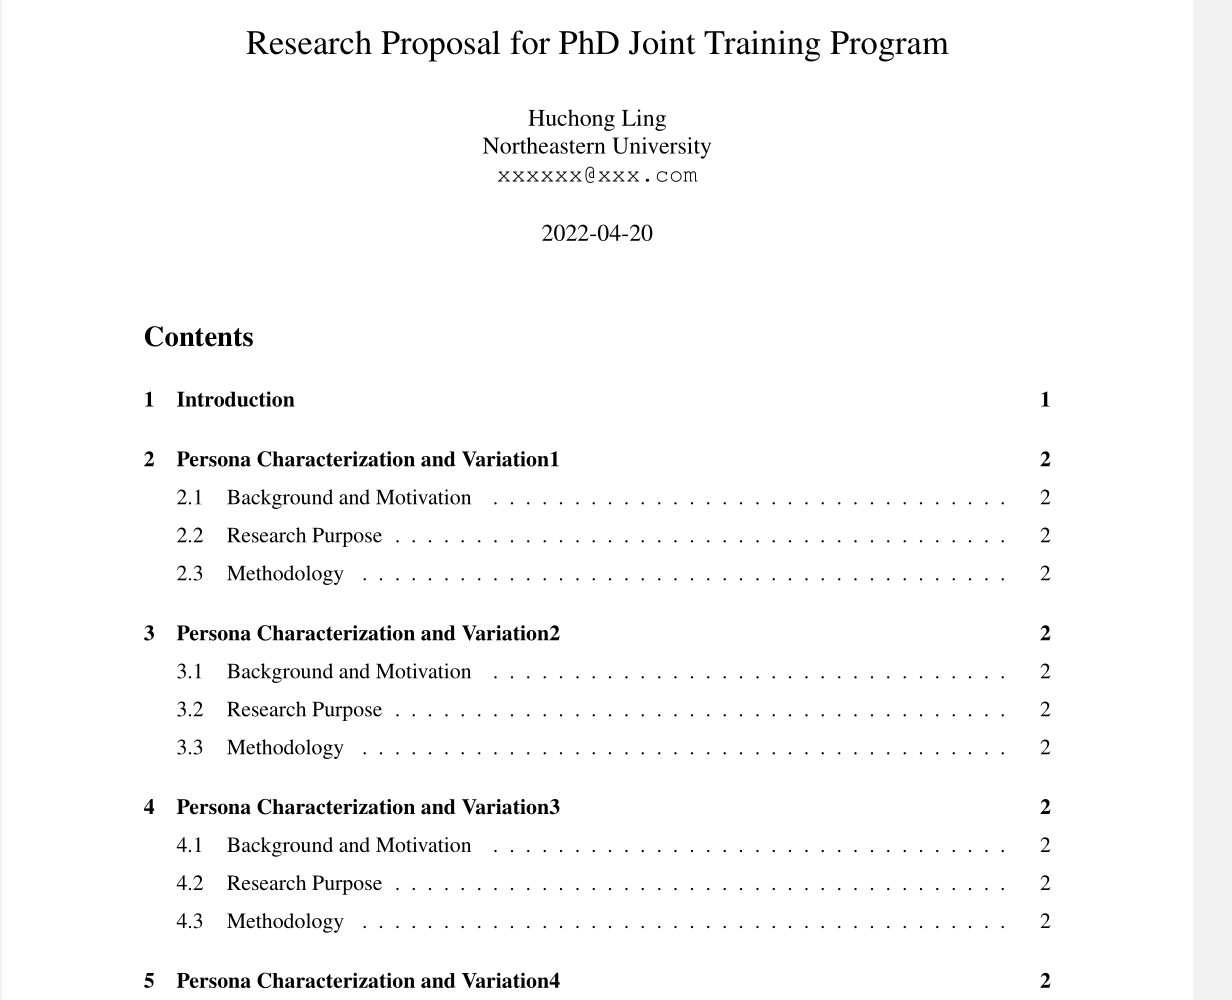 Research Proposal for PhD Joint Training Program
Huchong Ling
Northeastern University
xxxxxx@xxx.com
2022-04-20
Contents
1 Introduction 1
2 Persona Characterization and Variation1 2
2.1 Background and Motivation . . . . . . . . . . . . . . . . . . . . . . . . . . . . . . . . 2
2.2 Research Purpose . . . . . . . . . . . . . . . . . . . . . . . . . . . . . . . . . . . . . . 2
2.3 Methodology . . . . . . . . . . . . . . . . . . . . . . . . . . . . . . . . . . . . . . . . 2
3 Persona Characterization and Variation2 2
3.1 Background and Motivation . . . . . . . . . . . . . . . . . . . . . . . . . . . . . . . . 2
3.2 Research Purpose . . . . . . . . . . . . . . . . . . . . . . . . . . . . . . . . . . . . . . 2
3.3 Methodology . . . . . . . . . . . . . . . . . . . . . . . . . . . . . . . . . . . . . . . . 2
4 Persona Characterization and Variation3 2
4.1 Background and Motivation . . . . . . . . . . . . . . . . . . . . . . . . . . . . . . . . 2
4.2 Research Purpose . . . . . . . . . . . . . . . . . . . . . . . . . . . . . . . . . . . . . . 2
4.3 Methodology . . . . . . . . . . . . . . . . . . . . . . . . . . . . . . . . . . . . . . . . 2
5 Persona Characterization and Variation4 2